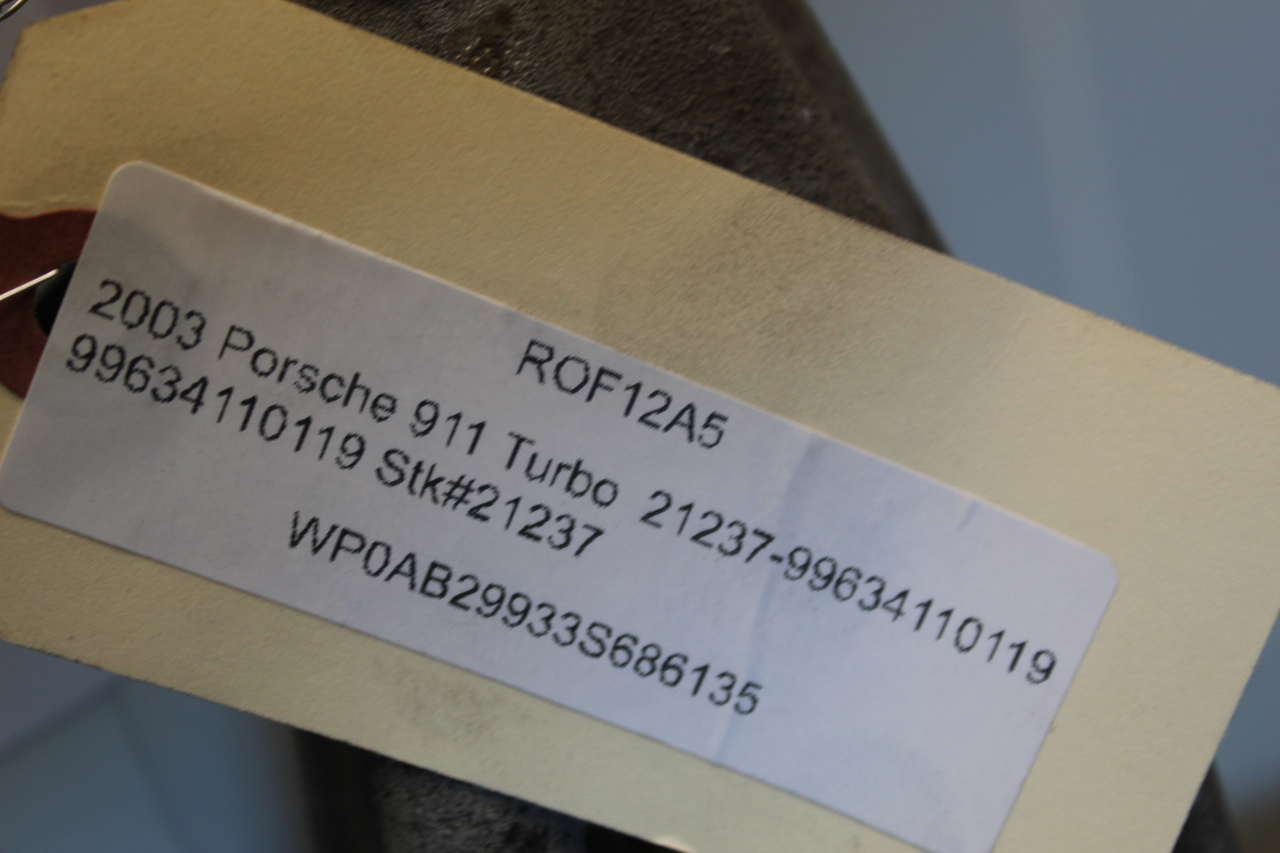 ROF12A5
2003 Porsche 911 Turbo 21237-99634110119
99634110119 Stk#21237
WP0AB29933S686135